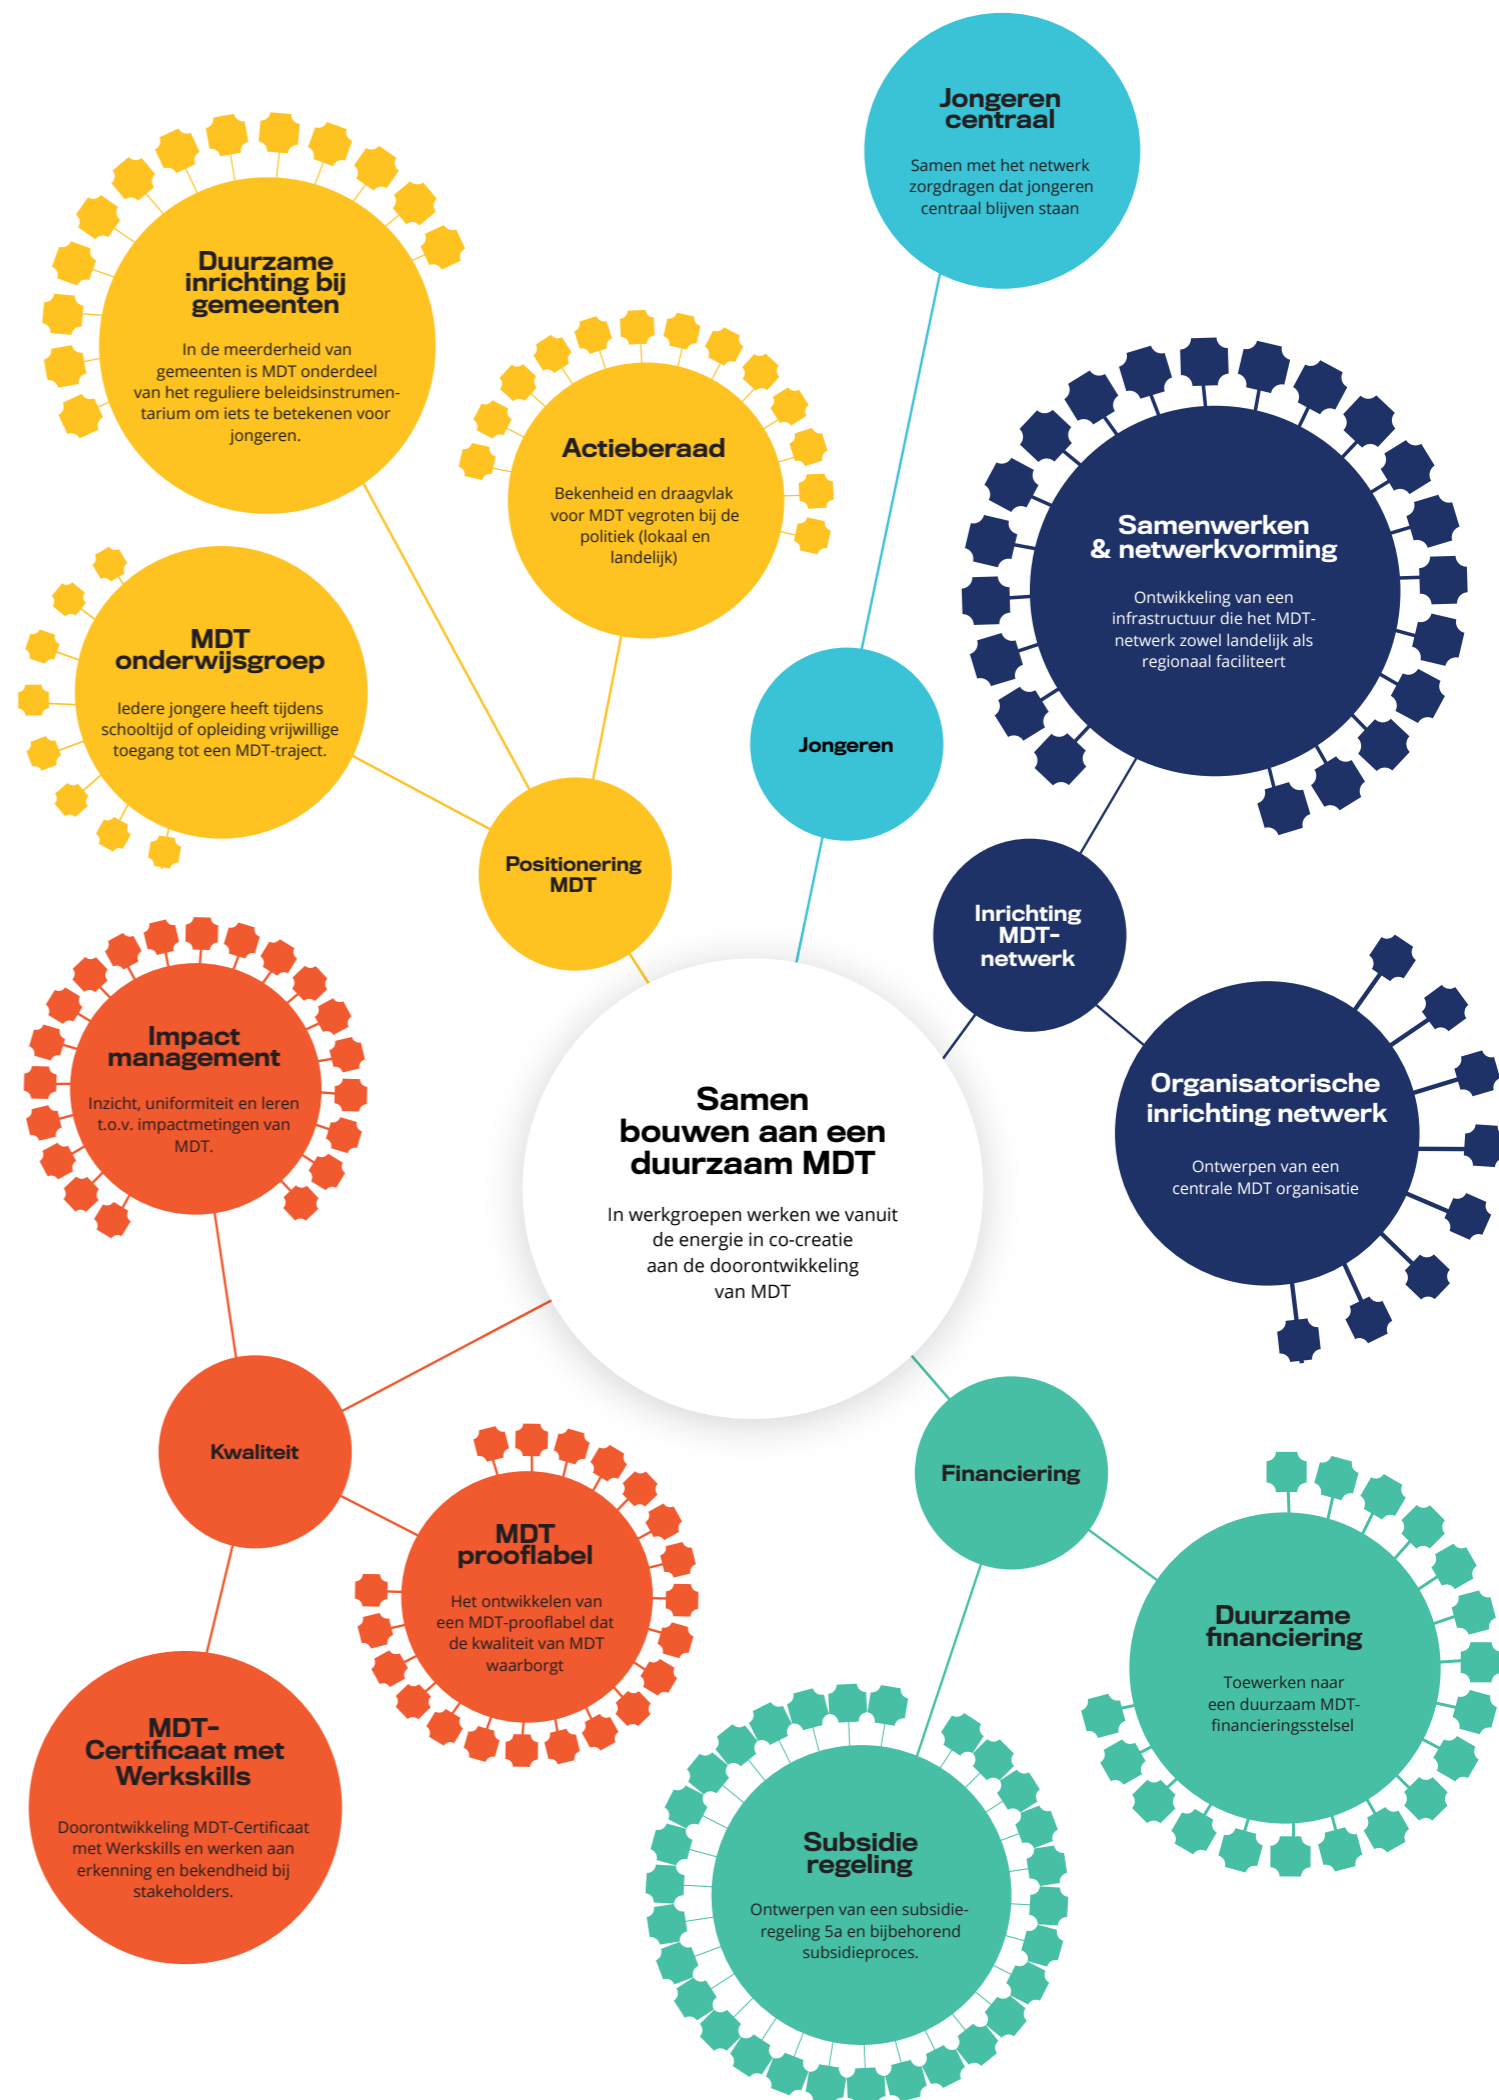 Jongeren
centraal
Samen met het netwerk
zorgdragen dat jongeren
centraal blijven staan
Duurzame
inrichting bij
gemeenten
In de meerderheid van
gemeenten is MDT onderdeel
van het reguliere beleidsinstrumen-
tarium om iets te betekenen voor
jongeren.
Actieberaad
Bekenheid en draagvlak
voor MDT vegroten bij de
politiek (lokaal en
landelijk)
Samenwerken
& netwerkvorming
Ontwikkeling van een
infrastructuur die het MDT-
netwerk zowel landelijk als
regionaal faciliteert
MDT
onderwijsgroep
Iedere jongere heeft tijdens
schooltijd of opleiding vrijwillige
toegang tot een MDT-traject.
Jongeren
Positionering
MDT
Inrichting
MDT-
netwerk
Impact
management
Inzicht, uniformiteit en leren
t.o.v. impactmetingen van
MDT.
Samen
bouwen aan een
duurzaam MDT
In werkgroepen werken we vanuit
de energie in co-creatie
aan de doorontwikkeling
van MDT
Organisatorische
inrichting netwerk
Ontwerpen van een
centrale MDT organisatie
Kwaliteit
Financiering
MDT
prooflabel
Het ontwikkelen van
een MDT-prooflabel dat
de kwaliteit van MDT
waarborgt
Duurzame
financiering
Toewerken naar
een duurzaam MDT-
financieringsstelsel
MDT-
Certificaat met
Werkskills
Doorontwikkeling MDT-Certificaat
met Werkskills en werken aan
erkenning en bekendheid bij
stakeholders.
Subsidie
regeling
Ontwerpen van een subsidie-
regeling 5a en bijbehorend
subsidieproces.